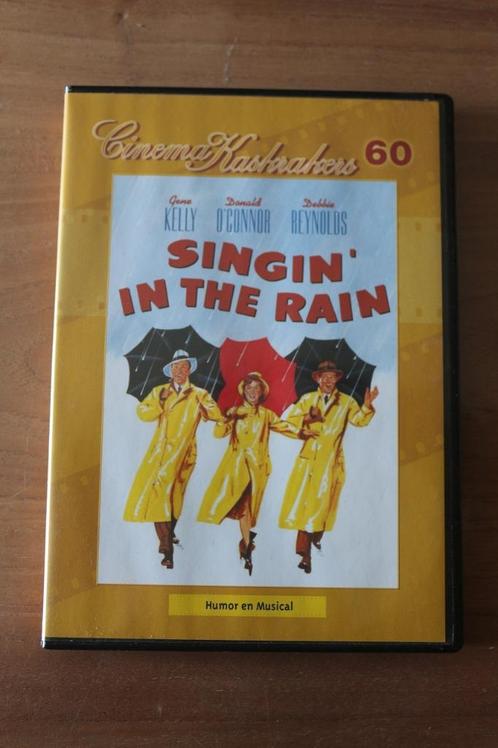 Cinema Kaskrakers 60
Gene Donald Debbie
KELLY O'CONNOR REYNOLDS
SINGIN'
IN THE RAIN
Humor en Musical